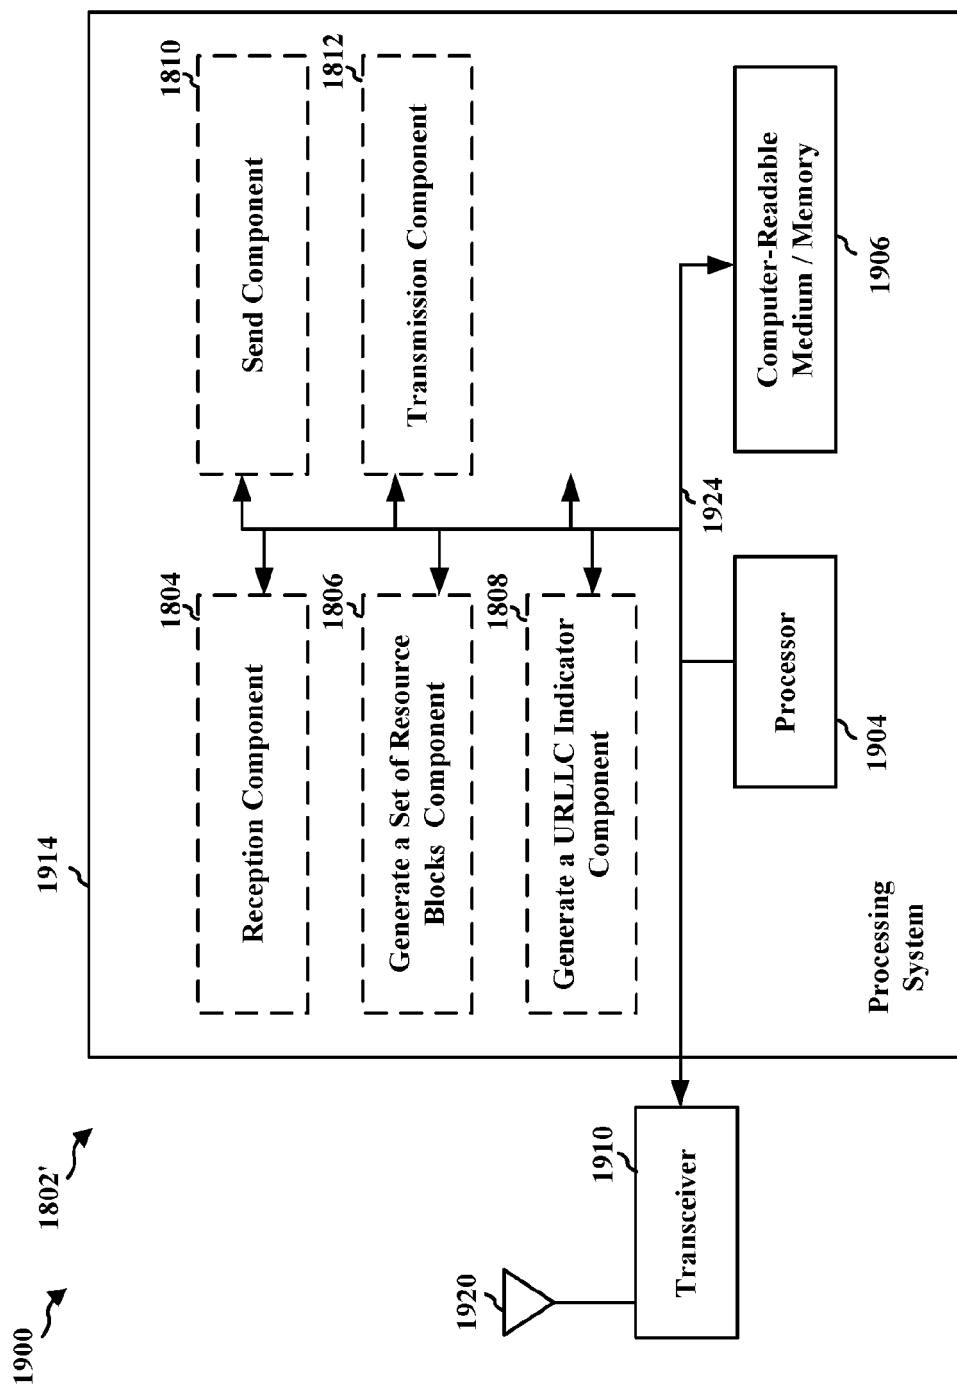 1900
1802'
1914
1804
Reception Component
1806
Generate a Set of Resource
Blocks Component
1808
Generate a URLLC Indicator
Component
1810
Send Component
1812
Transmission Component
1924
1920
1910
Transceiver
Processor
1904
Computer-Readable
Medium / Memory
1906
Processing
System